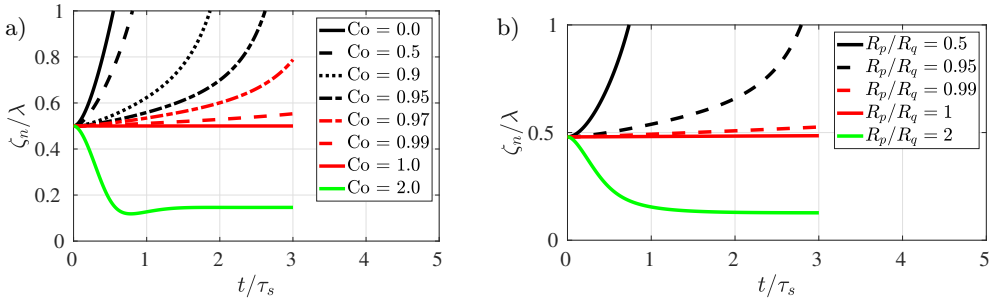 a)
ζn/λ
1
0.8
0.6
0.4
0.2
0
0
1
2
3
4
5
t/τs
Co = 0.0
Co = 0.5
Co = 0.9
Co = 0.95
Co = 0.97
Co = 0.99
Co = 1.0
Co = 2.0
b)
ζn/λ
1
0.5
0
0
1
2
3
4
5
t/τs
Rp/Rq = 0.5
Rp/Rq = 0.95
Rp/Rq = 0.99
Rp/Rq = 1
Rp/Rq = 2